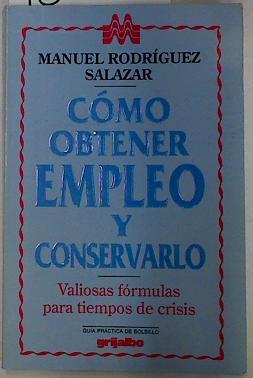 MANUEL RODRÍGUEZ
SALAZAR
CÓMO
OBTENER
EMPLEO
Y
CONSERVARLO
Valiosas fórmulas
para tiempos de crisis
GUÍA PRÁCTICA DE BOLSILLO
grijalbo